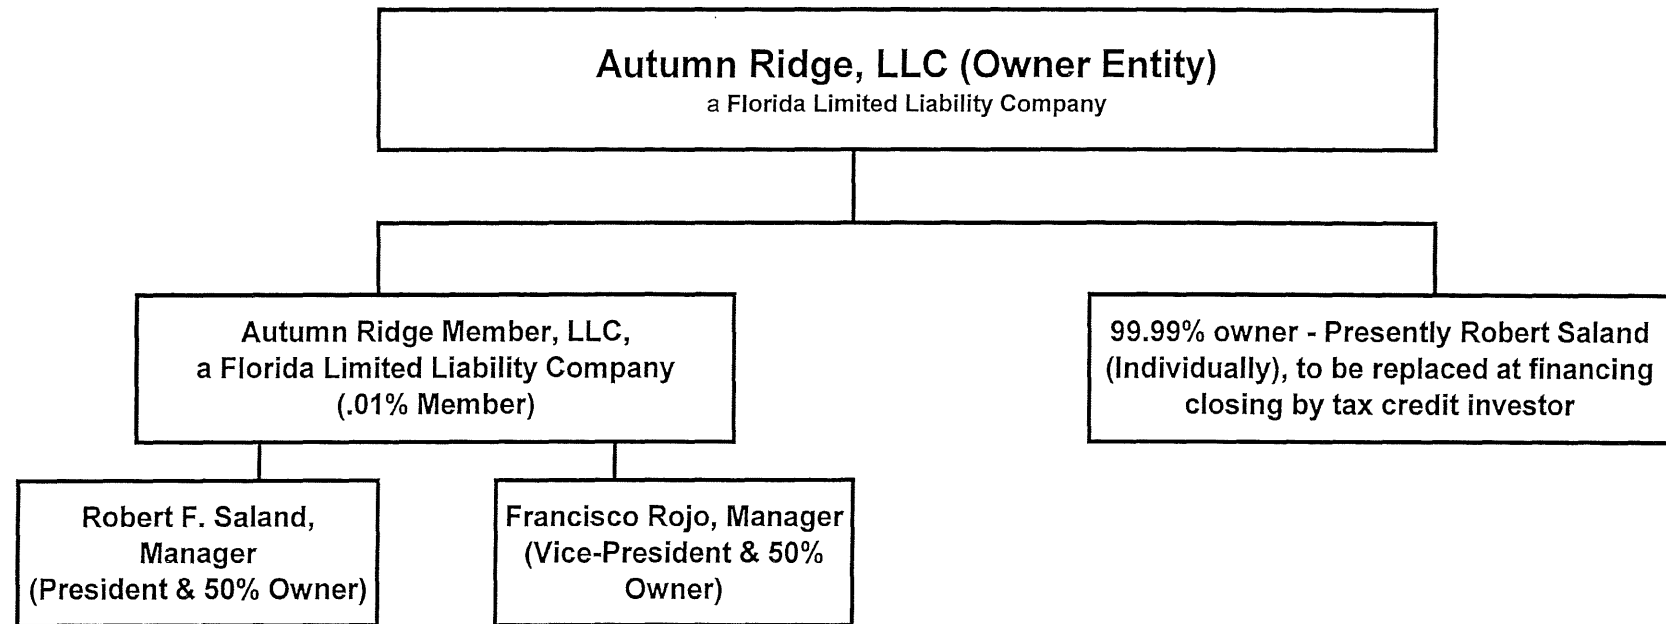 Autumn Ridge, LLC (Owner Entity)
a Florida Limited Liability Company
Autumn Ridge Member, LLC,
a Florida Limited Liability Company
(.01% Member)
99.99% owner - Presently Robert Saland
(Individually), to be replaced at financing
closing by tax credit investor
Robert F. Saland,
Manager
(President & 50% Owner)
Francisco Rojo, Manager
(Vice-President & 50%
Owner)